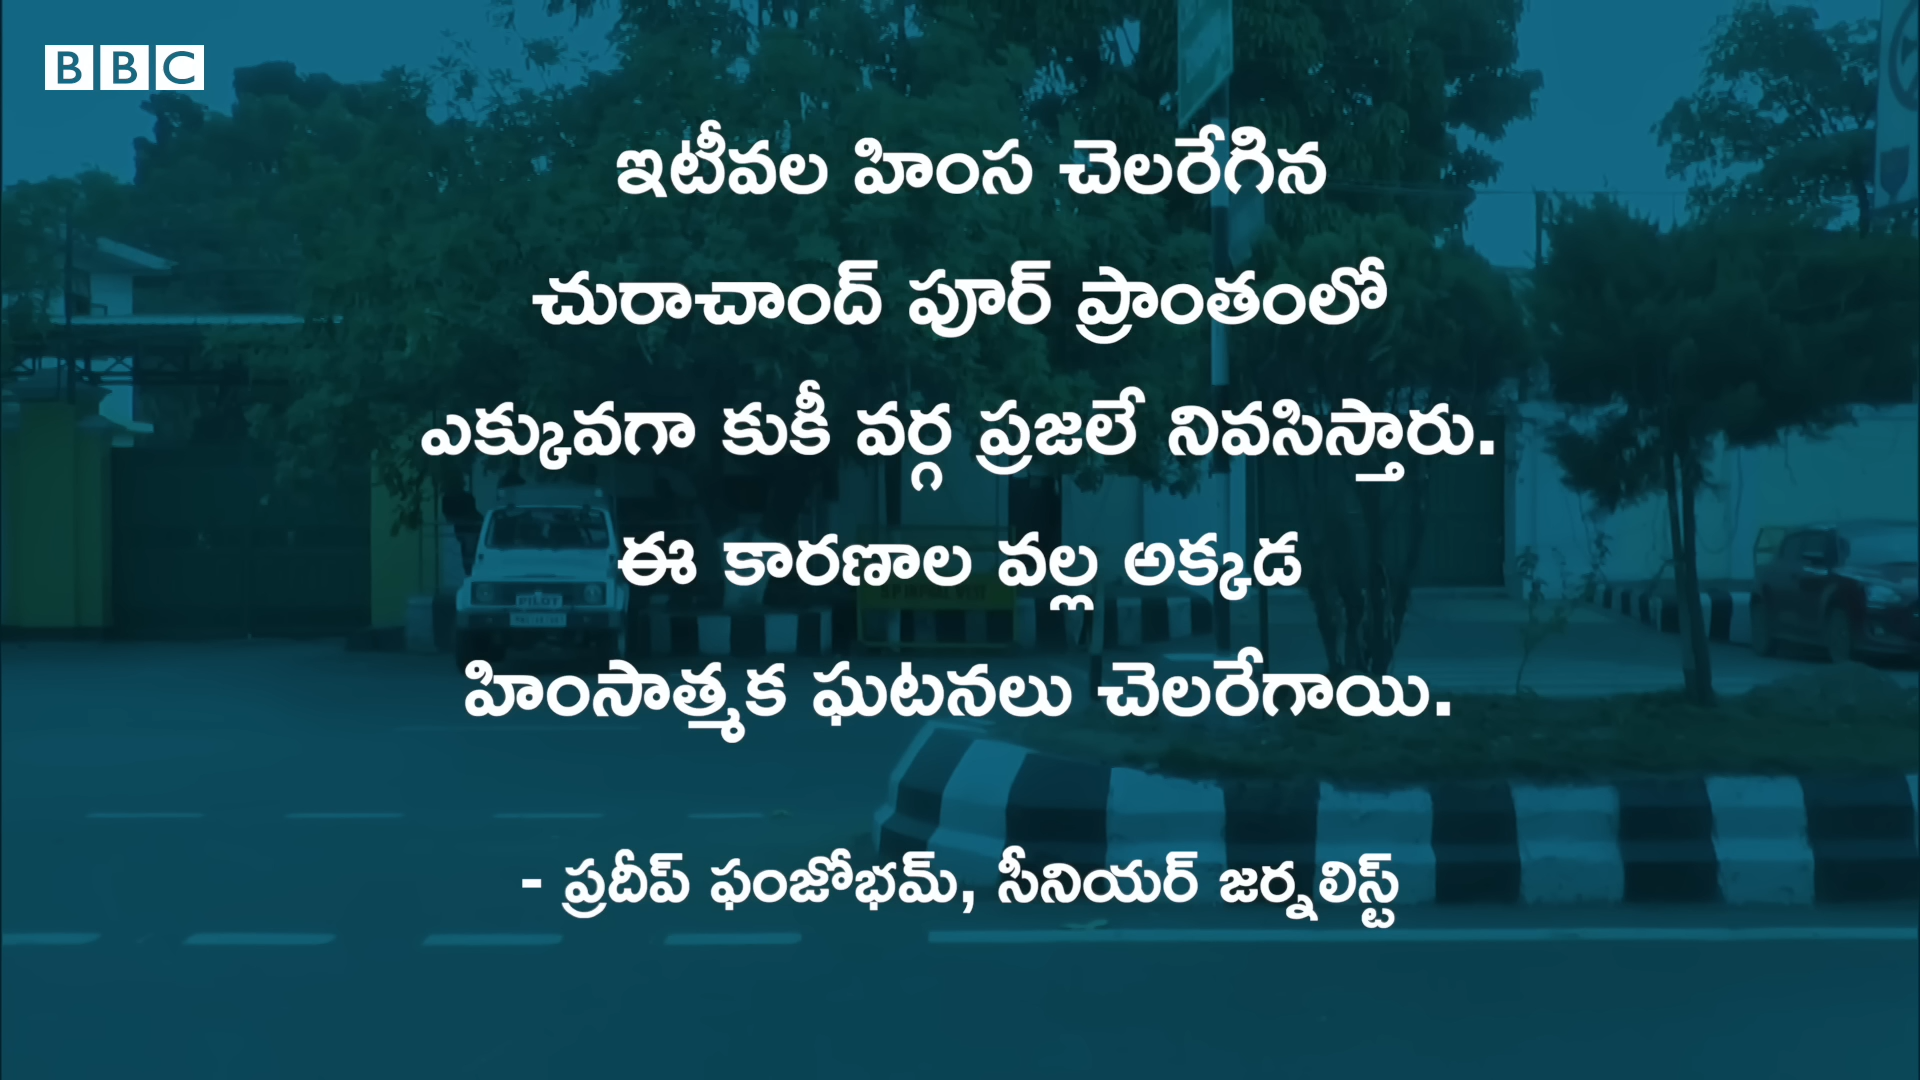 BBC
ఇటీవల హింస చెలరేగిన
చురాచాంద్ పూర్ ప్రాంతంలో
ఎక్కువగా కుకీ వర్గ ప్రజలే నివసిస్తారు.
ఈ కారణాల వల్ల అక్కడ
హింసాత్మక ఘటనలు చెలరేగాయి.
- ప్రదీప్ ఫంజోభమ్, సీనియర్ జర్నలిస్ట్
PILOT